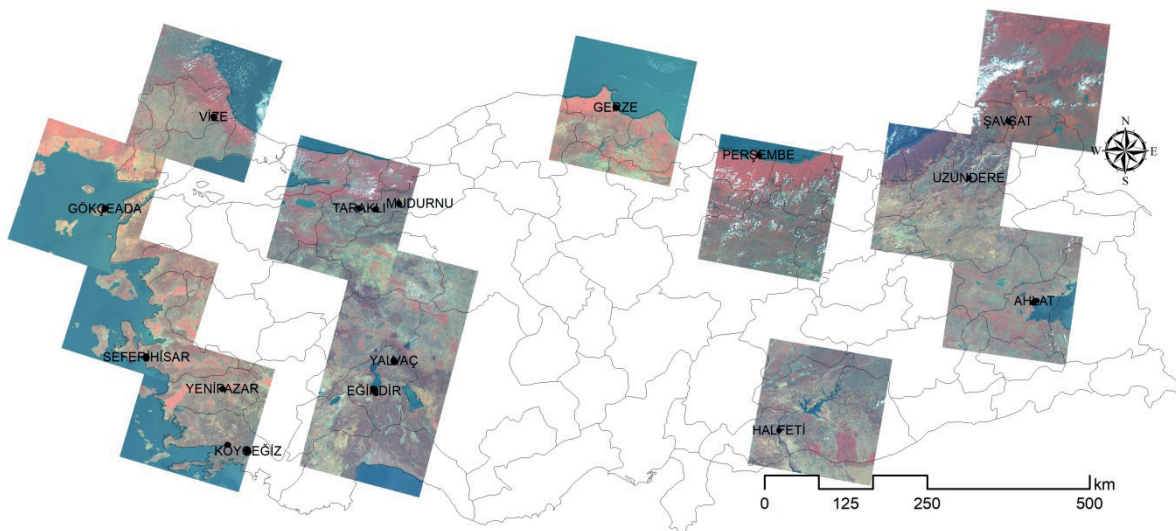 GERZE
VİZE
ŞAVŞAT
N
W E
S
PERŞEMBE
UZUNDERE
GÖKÇEADA
TARAKLI
MUDURNU
AHLAT
SEFERİHİSAR
YALVAÇ
YENİPAZAR
EĞİRDİR
HALFETİ
KÖYCEĞİZ
km
0 125 250 500